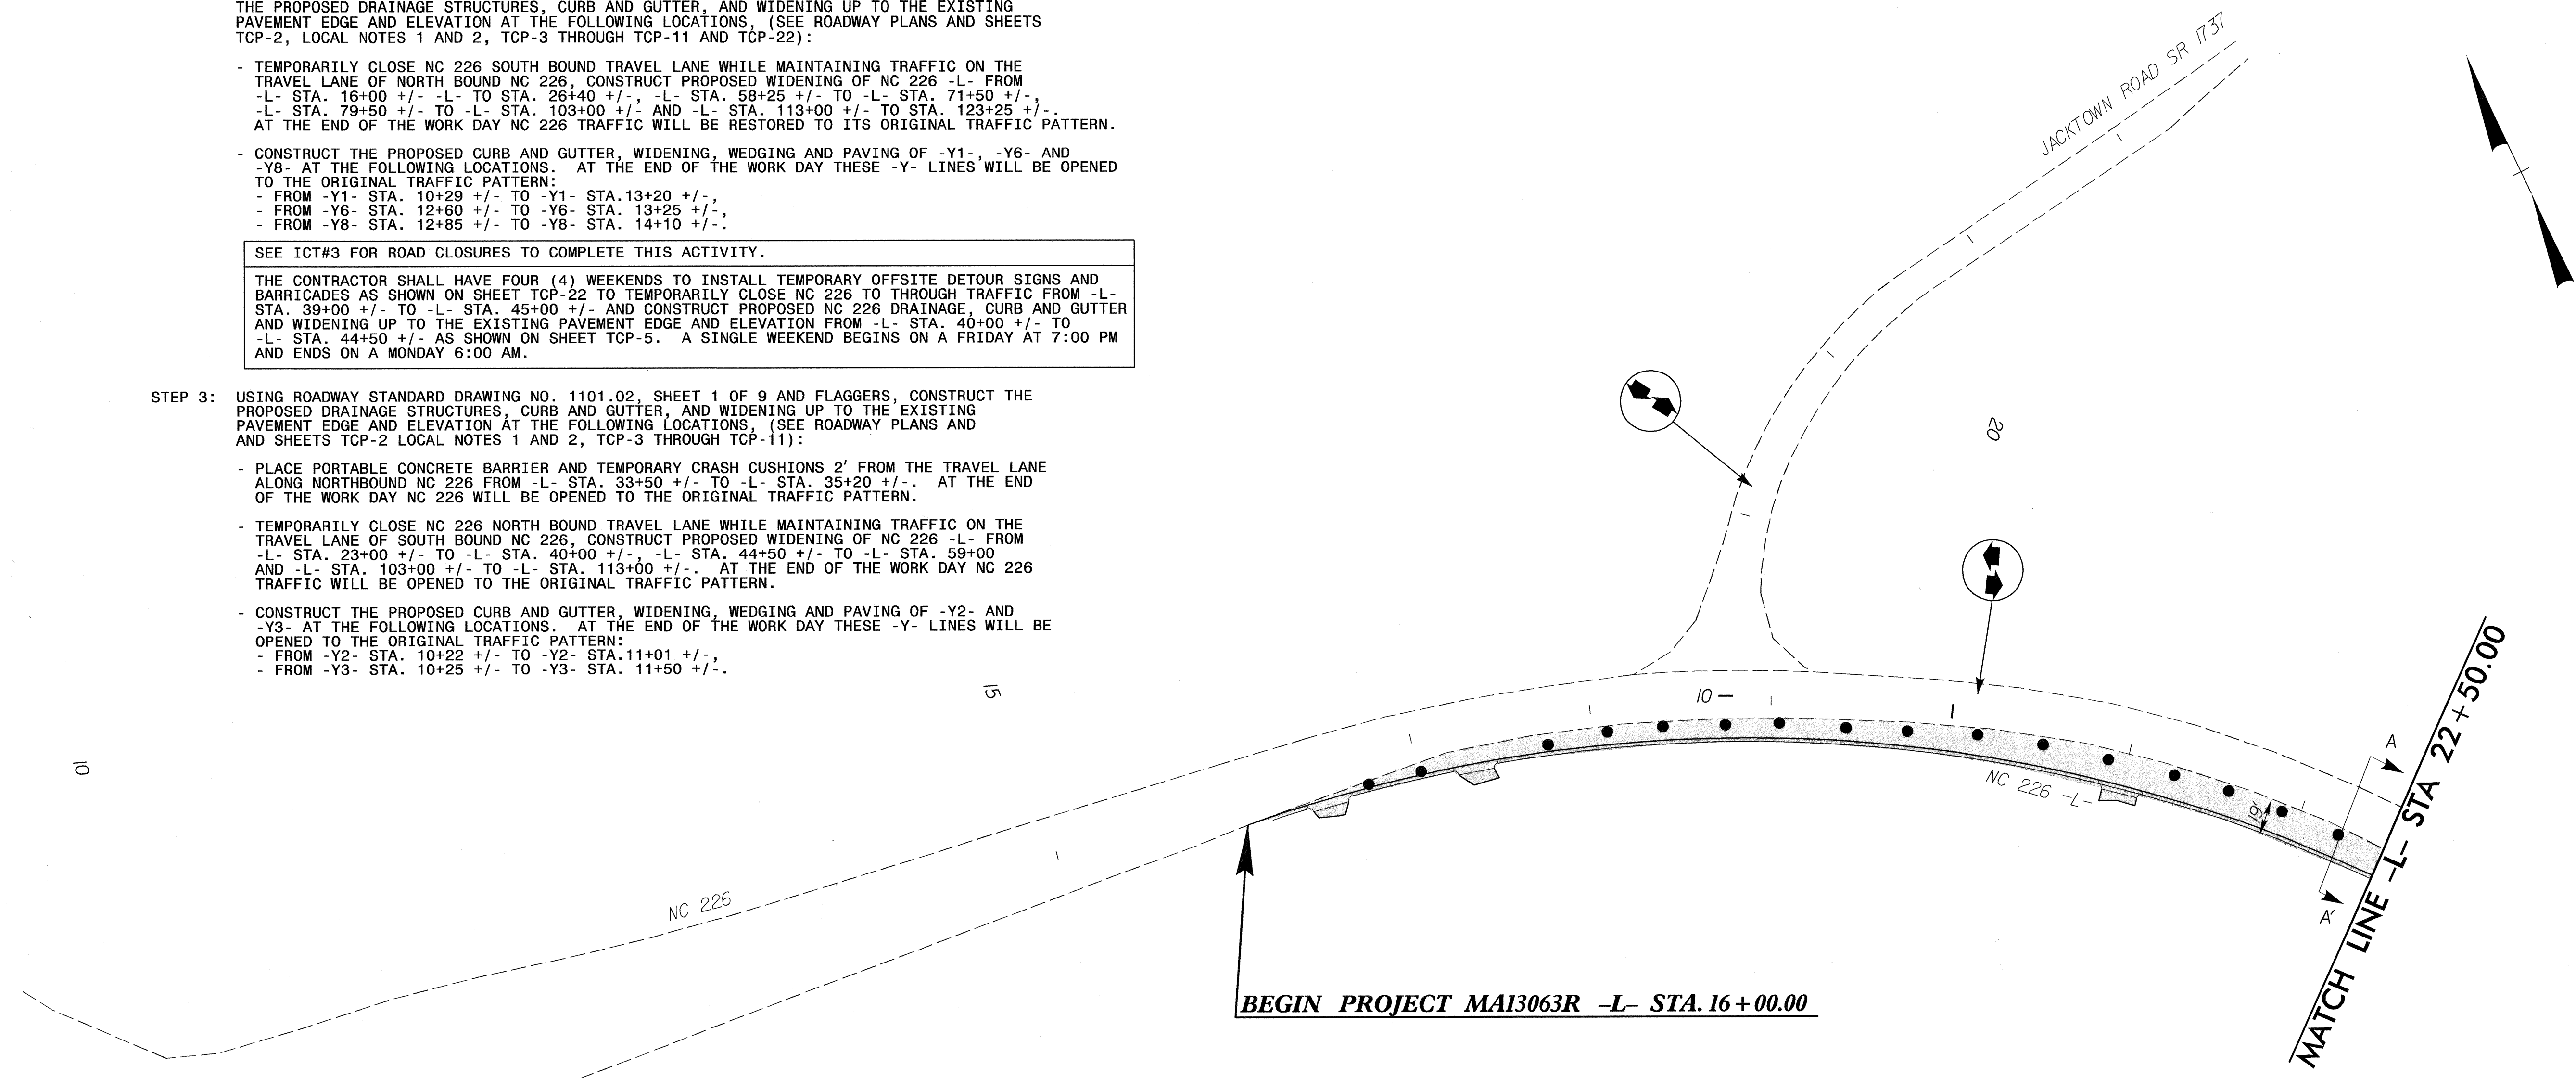 THE PROPOSED DRAINAGE STRUCTURES, CURB AND GUTTER, AND WIDENING UP TO THE EXISTING
PAVEMENT EDGE AND ELEVATION AT THE FOLLOWING LOCATIONS, (SEE ROADWAY PLANS AND SHEETS
TCP-2, LOCAL NOTES 1 AND 2, TCP-3 THROUGH TCP-11 AND TCP-22):
- TEMPORARILY CLOSE NC 226 SOUTH BOUND TRAVEL LANE WHILE MAINTAINING TRAFFIC ON THE
TRAVEL LANE OF NORTH BOUND NC 226, CONSTRUCT PROPOSED WIDENING OF NC 226 -L- FROM
-L- STA. 16+00 +/- -L- TO STA. 26+40 +/-, -L- STA. 58+25 +/- TO -L- STA. 71+50 +/-,
-L- STA. 79+50 +/- TO -L- STA. 103+00 +/- AND -L- STA. 113+00 +/- TO STA. 123+25 +/-.
AT THE END OF THE WORK DAY NC 226 TRAFFIC WILL BE RESTORED TO ITS ORIGINAL TRAFFIC PATTERN.
- CONSTRUCT THE PROPOSED CURB AND GUTTER, WIDENING, WEDGING AND PAVING OF -Y1-, -Y6- AND
-Y8- AT THE FOLLOWING LOCATIONS. AT THE END OF THE WORK DAY THESE -Y- LINES WILL BE OPENED
TO THE ORIGINAL TRAFFIC PATTERN:
- FROM -Y1- STA. 10+29 +/- TO -Y1- STA.13+20 +/-,
- FROM -Y6- STA. 12+60 +/- TO -Y6- STA. 13+25 +/-,
- FROM -Y8- STA. 12+85 +/- TO -Y8- STA. 14+10 +/-.
SEE ICT#3 FOR ROAD CLOSURES TO COMPLETE THIS ACTIVITY.
THE CONTRACTOR SHALL HAVE FOUR (4) WEEKENDS TO INSTALL TEMPORARY OFFSITE DETOUR SIGNS AND
BARRICADES AS SHOWN ON SHEET TCP-22 TO TEMPORARILY CLOSE NC 226 TO THROUGH TRAFFIC FROM -L-
STA. 39+00 +/- TO -L- STA. 45+00 +/- AND CONSTRUCT PROPOSED NC 226 DRAINAGE, CURB AND GUTTER
AND WIDENING UP TO THE EXISTING PAVEMENT EDGE AND ELEVATION FROM -L- STA. 40+00 +/- TO
-L- STA. 44+50 +/- AS SHOWN ON SHEET TCP-5. A SINGLE WEEKEND BEGINS ON A FRIDAY AT 7:00 PM
AND ENDS ON A MONDAY 6:00 AM.
STEP 3: USING ROADWAY STANDARD DRAWING NO. 1101.02, SHEET 1 OF 9 AND FLAGGERS, CONSTRUCT THE
PROPOSED DRAINAGE STRUCTURES, CURB AND GUTTER, AND WIDENING UP TO THE EXISTING
PAVEMENT EDGE AND ELEVATION AT THE FOLLOWING LOCATIONS, (SEE ROADWAY PLANS AND
AND SHEETS TCP-2 LOCAL NOTES 1 AND 2, TCP-3 THROUGH TCP-11):
- PLACE PORTABLE CONCRETE BARRIER AND TEMPORARY CRASH CUSHIONS 2' FROM THE TRAVEL LANE
ALONG NORTHBOUND NC 226 FROM -L- STA. 33+50 +/- TO -L- STA. 35+20 +/-. AT THE END
OF THE WORK DAY NC 226 WILL BE OPENED TO THE ORIGINAL TRAFFIC PATTERN.
- TEMPORARILY CLOSE NC 226 NORTH BOUND TRAVEL LANE WHILE MAINTAINING TRAFFIC ON THE
TRAVEL LANE OF SOUTH BOUND NC 226, CONSTRUCT PROPOSED WIDENING OF NC 226 -L- FROM
-L- STA. 23+00 +/- TO -L- STA. 40+00 +/-, -L- STA. 44+50 +/- TO -L- STA. 59+00
AND -L- STA. 103+00 +/- TO -L- STA. 113+00 +/-. AT THE END OF THE WORK DAY NC 226
TRAFFIC WILL BE OPENED TO THE ORIGINAL TRAFFIC PATTERN.
- CONSTRUCT THE PROPOSED CURB AND GUTTER, WIDENING, WEDGING AND PAVING OF -Y2- AND
-Y3- AT THE FOLLOWING LOCATIONS. AT THE END OF THE WORK DAY THESE -Y- LINES WILL BE
OPENED TO THE ORIGINAL TRAFFIC PATTERN:
- FROM -Y2- STA. 10+22 +/- TO -Y2- STA.11+01 +/-,
- FROM -Y3- STA. 10+25 +/- TO -Y3- STA. 11+50 +/-.
JACKTOWN ROAD SR 1737
20
15
10
10
NC 226 -L-
16'
A
A'
NC 226
MATCH LINE -L- STA 22+50.00
BEGIN PROJECT MA13063R -L- STA. 16+00.00